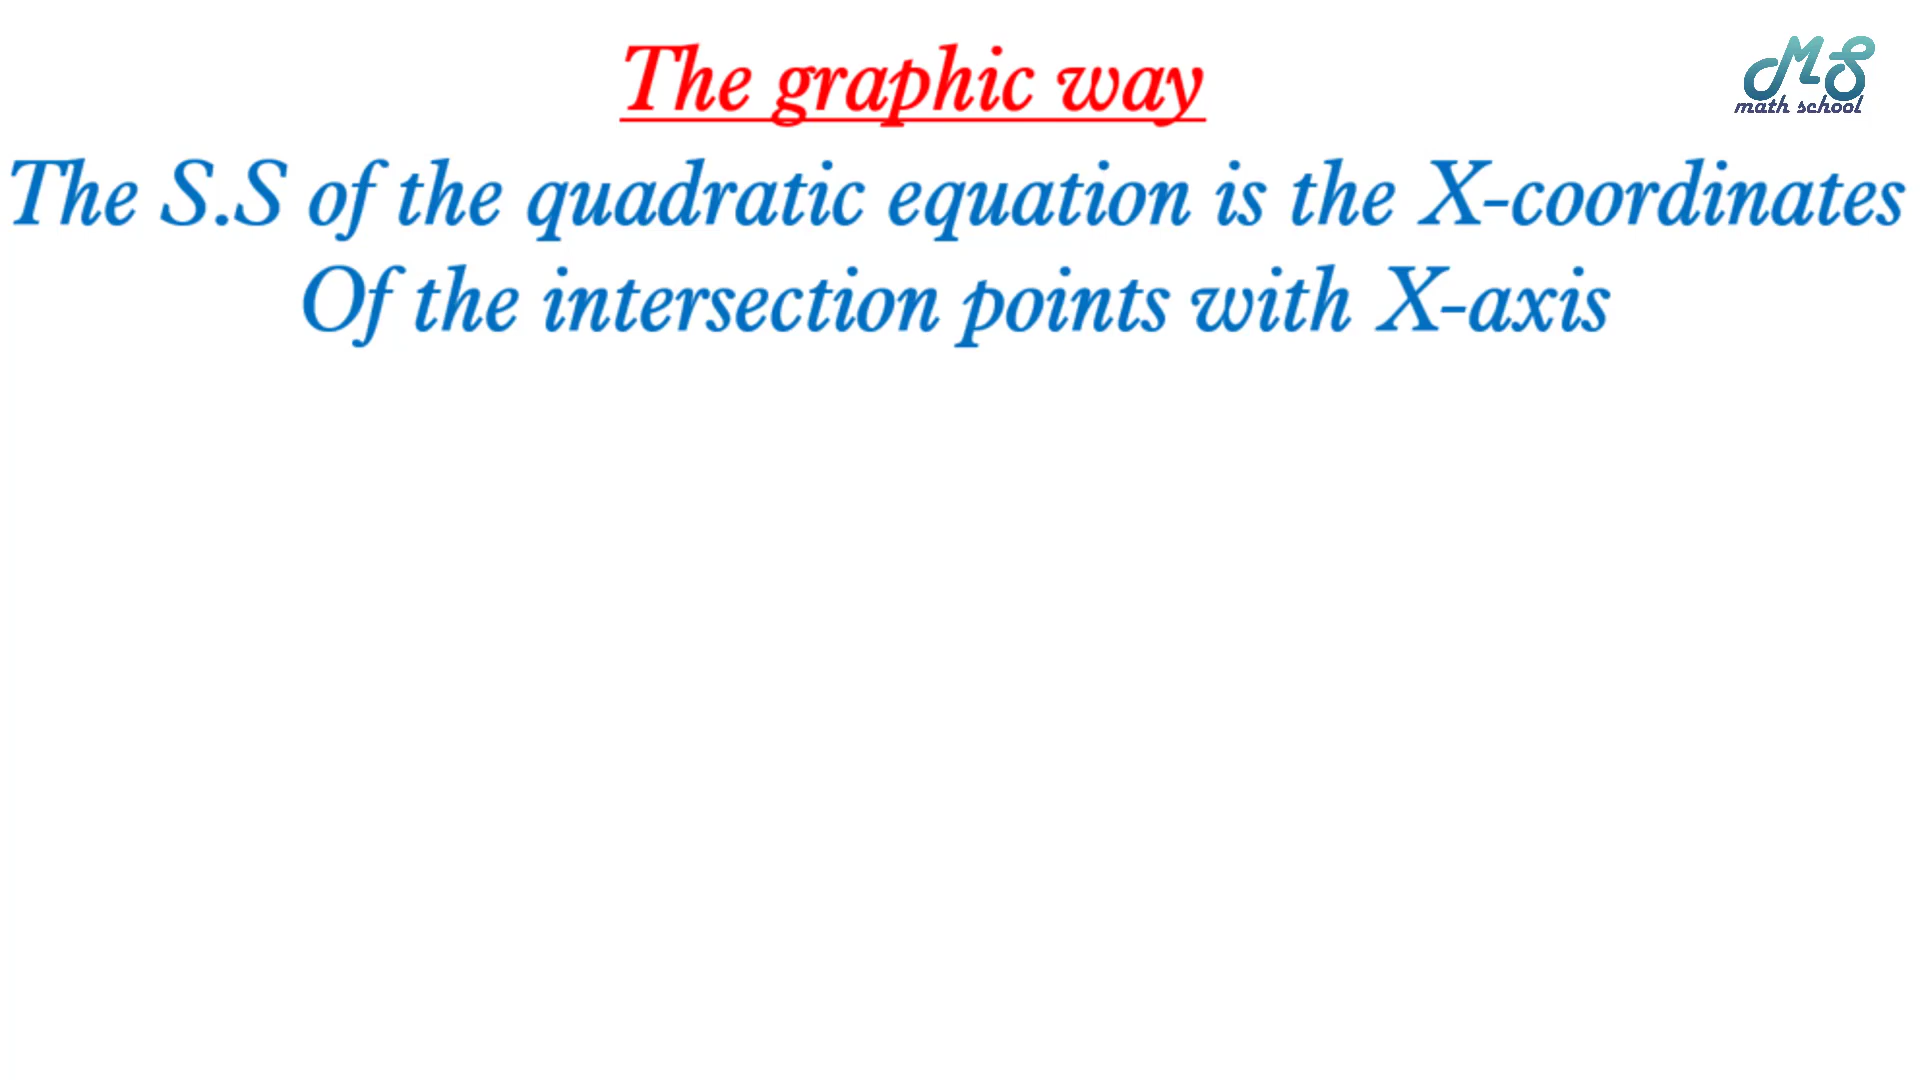 The graphic way
MS
math school
The S.S of the quadratic equation is the X-coordinates
Of the intersection points with X-axis